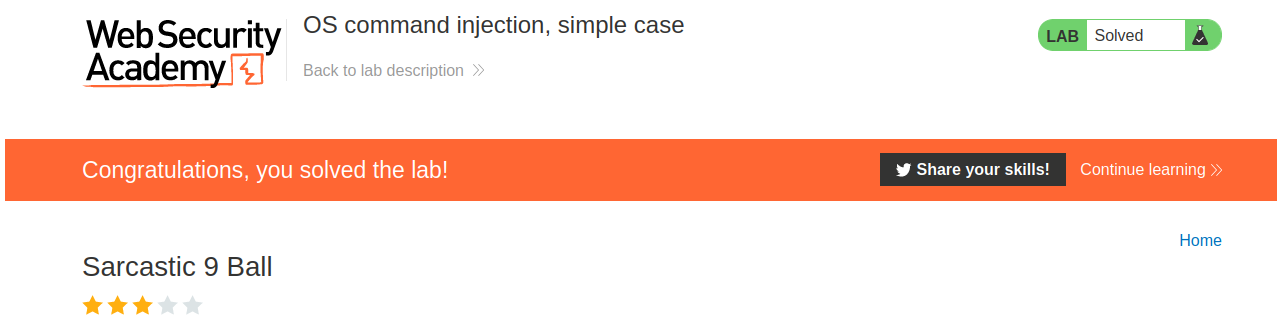 Web Security
Academy
OS command injection, simple case
Back to lab description
LAB Solved
Congratulations, you solved the lab!
Share your skills!
Continue learning
Home
Sarcastic 9 Ball